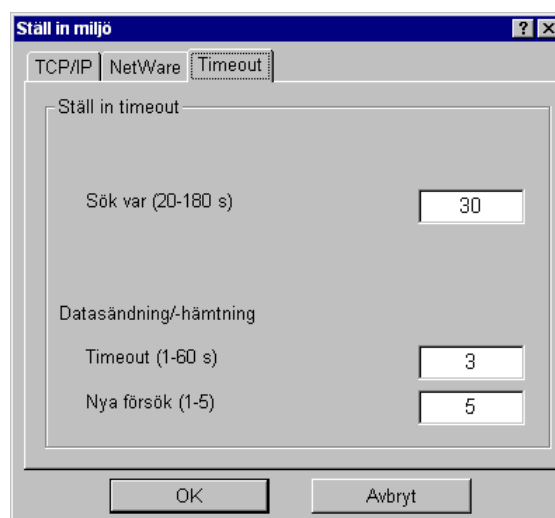 Ställ in miljö
TCP/IP NetWare Timeout
Ställ in timeout
Sök var (20-180 s) 30
Datasändning/-hämtning
Timeout (1-60 s) 3
Nya försök (1-5) 5
OK Avbryt